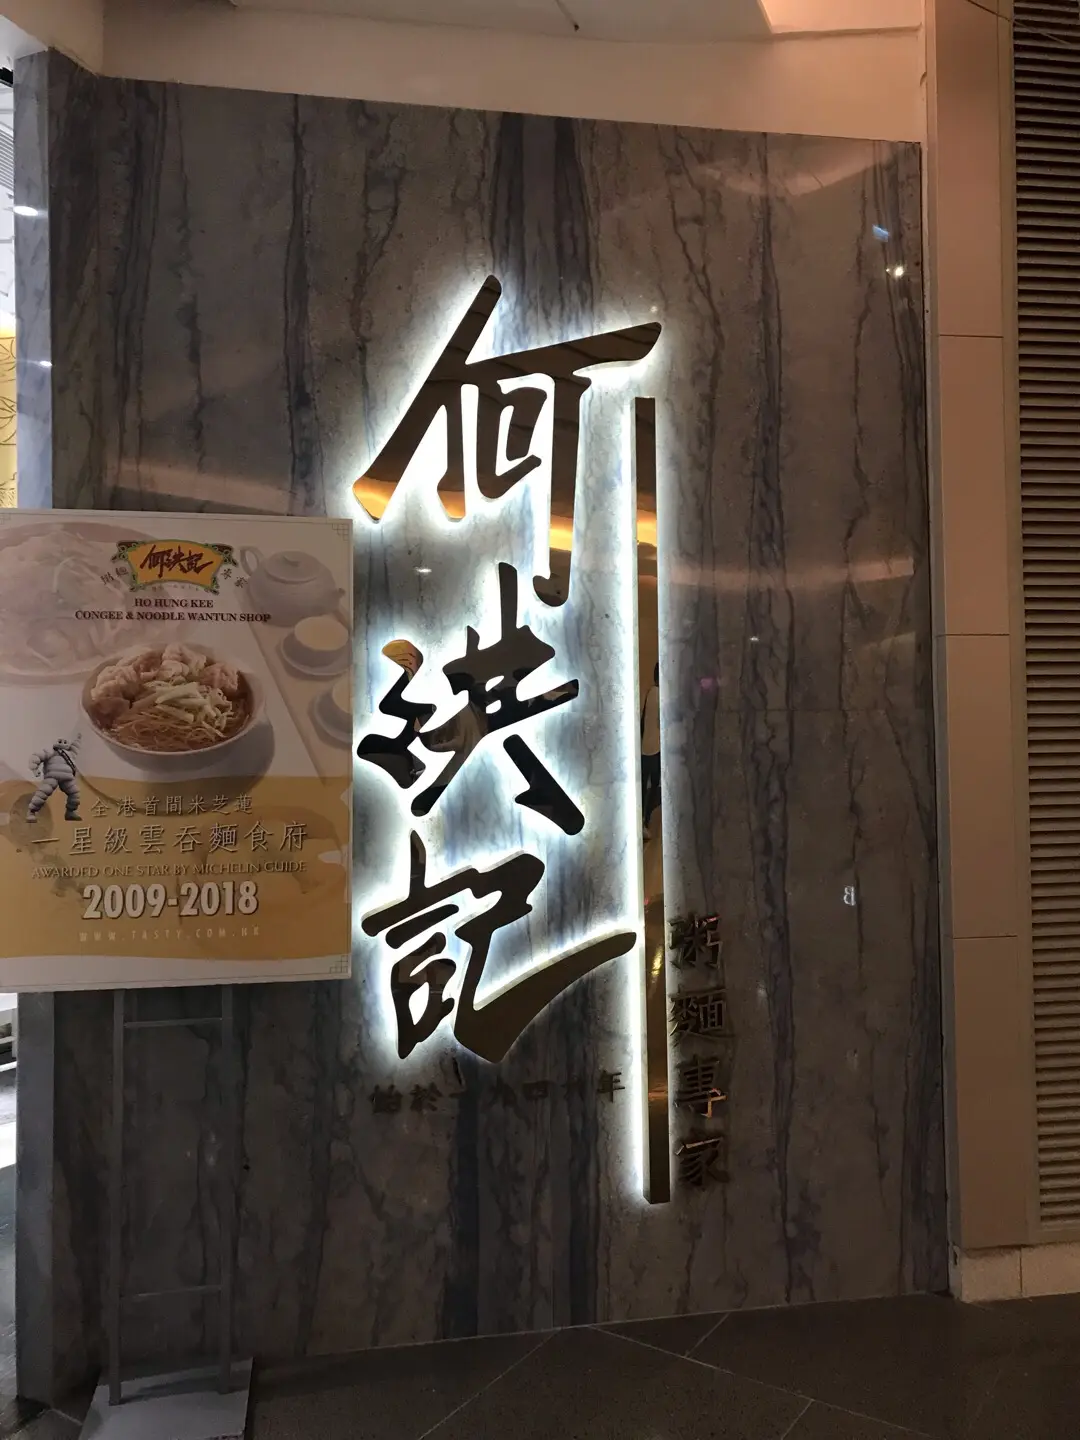 何洪記
粥麵專家
始於一九四六年
何洪記
HO HUNG KEE
CONGEE & NOODLE WANTUN SHOP
全港首間米芝蓮
一星級雲吞麵食府
AWARDED ONE STAR BY MICHELIN GUIDE
2009-2018
WWW.TASTY.COM.HK